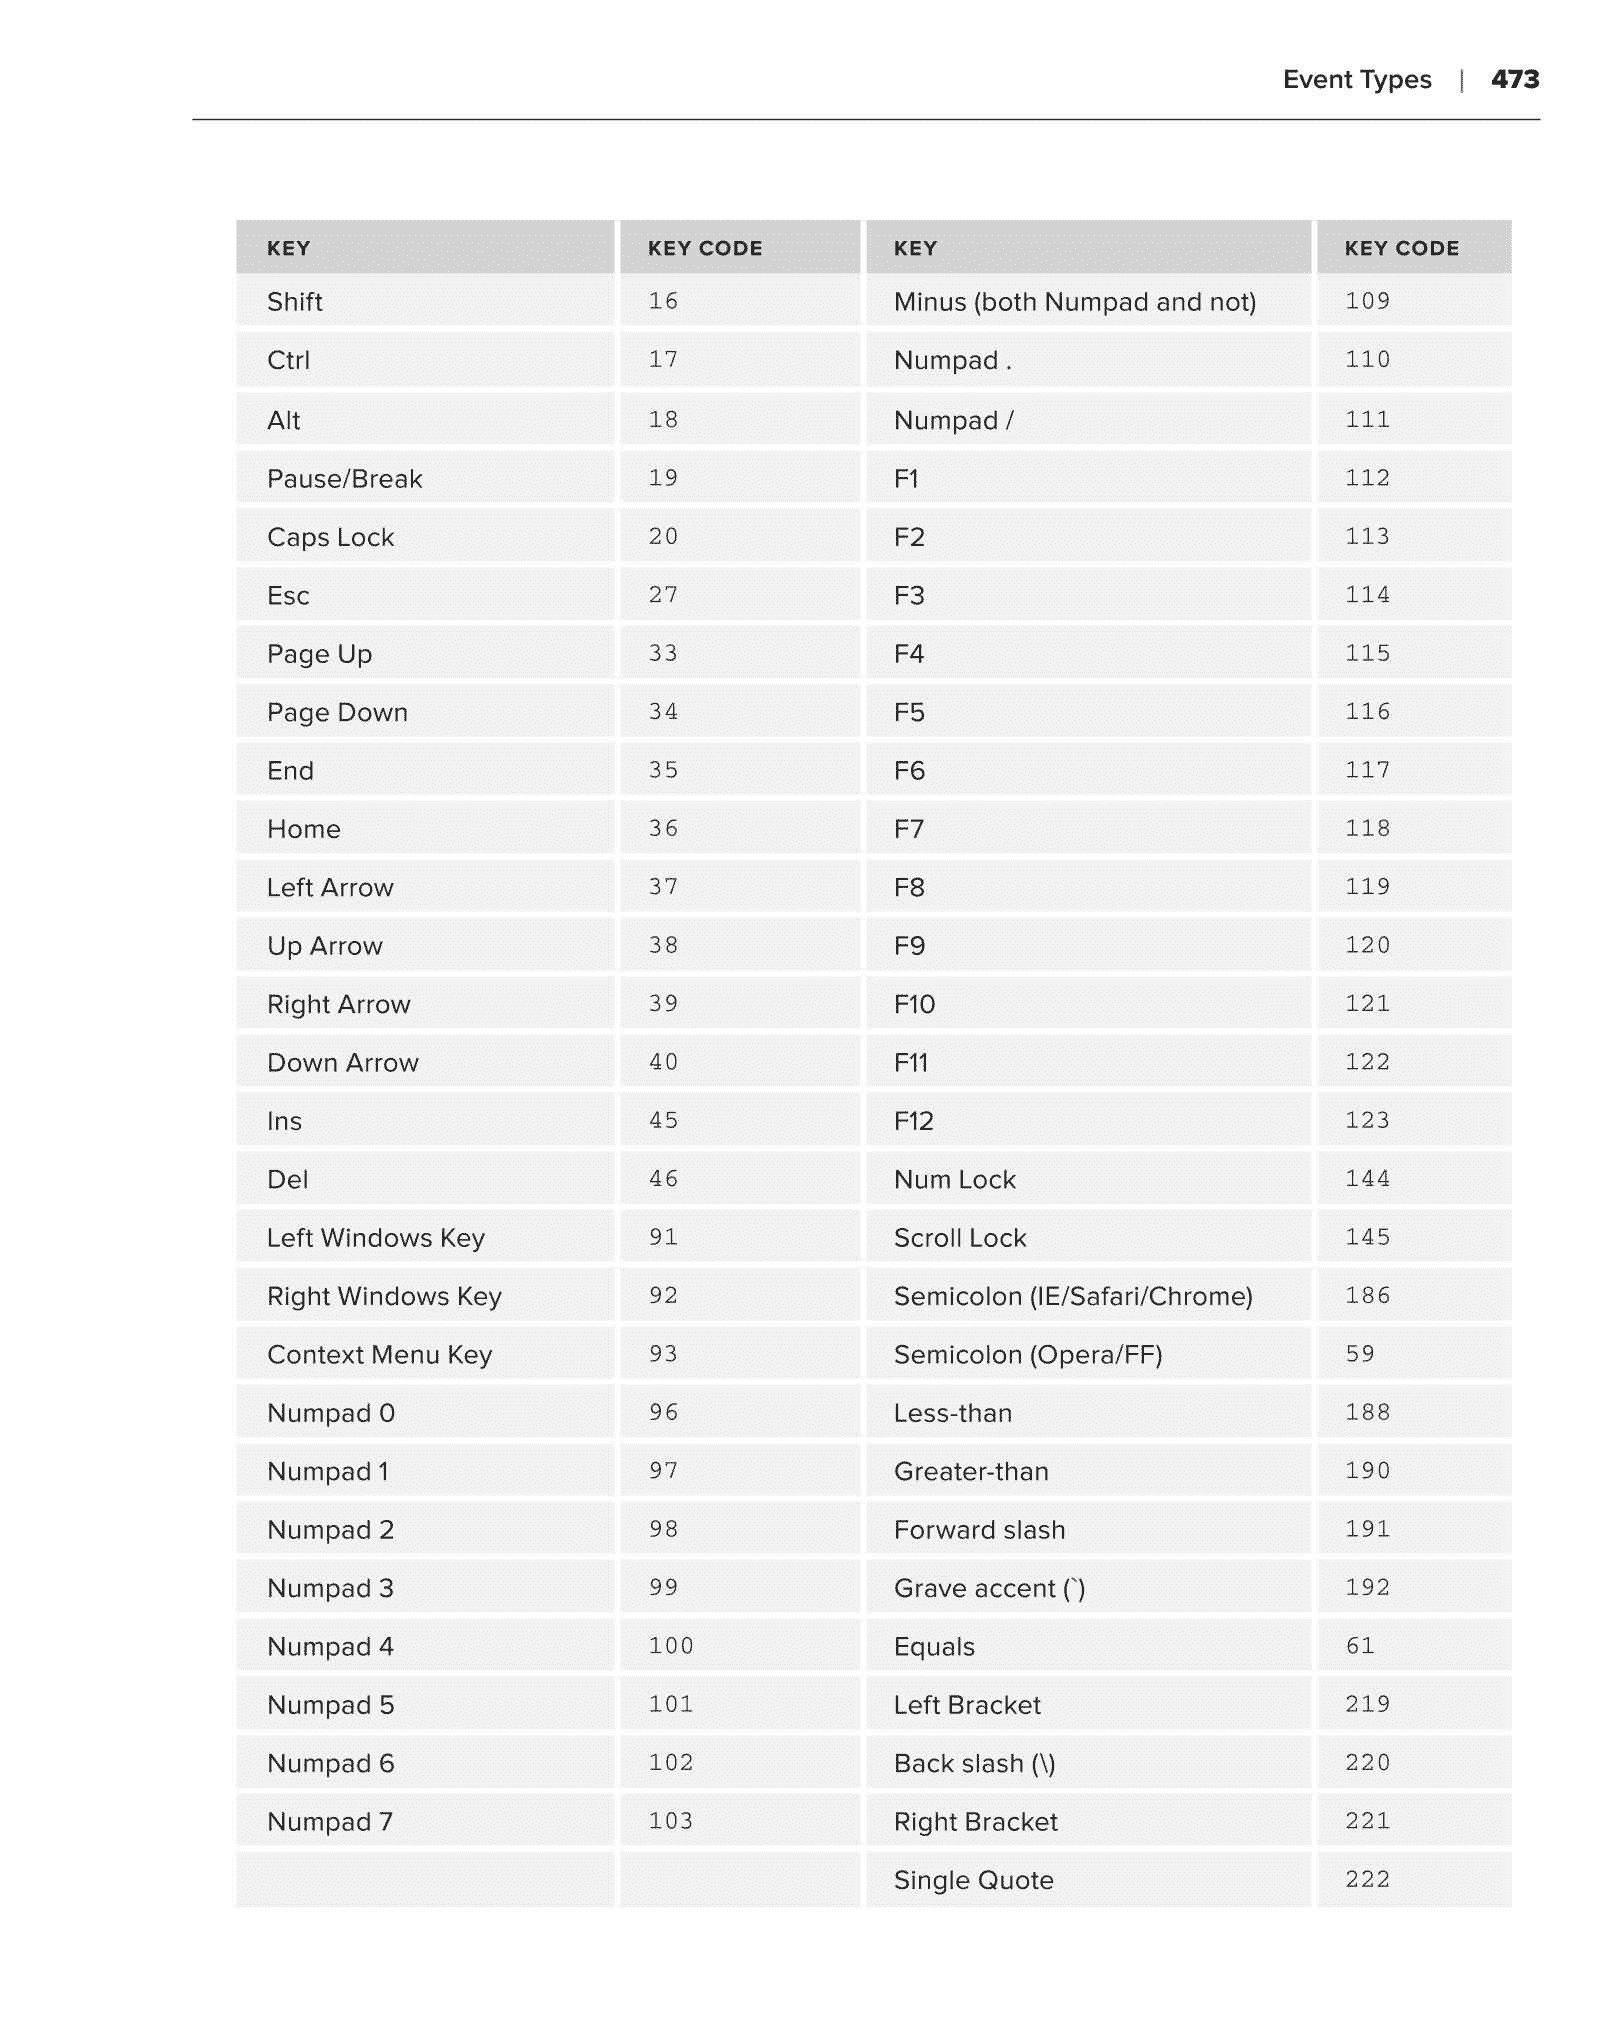 Event Types | 473
KEY KEY CODE KEY KEY CODE
Shift 16 Minus (both Numpad and not) 109
Ctrl 17 Numpad . 110
Alt 18 Numpad / 111
Pause/Break 19 F1 112
Caps Lock 20 F2 113
Esc 27 F3 114
Page Up 33 F4 115
Page Down 34 F5 116
End 35 F6 117
Home 36 F7 118
Left Arrow 37 F8 119
Up Arrow 38 F9 120
Right Arrow 39 F10 121
Down Arrow 40 F11 122
Ins 45 F12 123
Del 46 Num Lock 144
Left Windows Key 91 Scroll Lock 145
Right Windows Key 92 Semicolon (IE/Safari/Chrome) 186
Context Menu Key 93 Semicolon (Opera/FF) 59
Numpad 0 96 Less-than 188
Numpad 1 97 Greater-than 190
Numpad 2 98 Forward slash 191
Numpad 3 99 Grave accent (`) 192
Numpad 4 100 Equals 61
Numpad 5 101 Left Bracket 219
Numpad 6 102 Back slash (\) 220
Numpad 7 103 Right Bracket 221
Single Quote 222